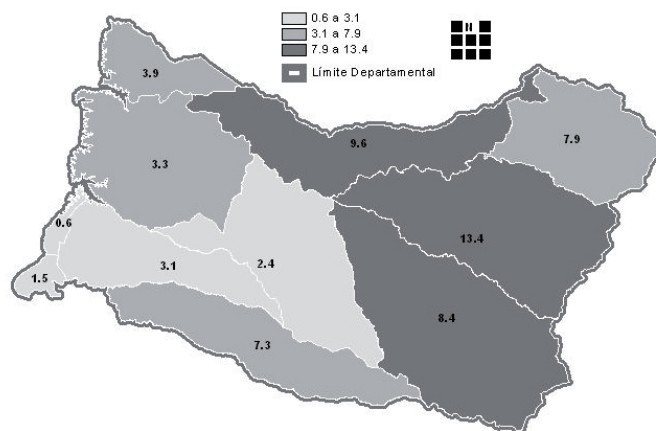 0.6 a 3.1
3.1 a 7.9
7.9 a 13.4
Límite Departamental
N
3.9
9.6
7.9
3.3
0.6
13.4
2.4
3.1
1.5
8.4
7.3